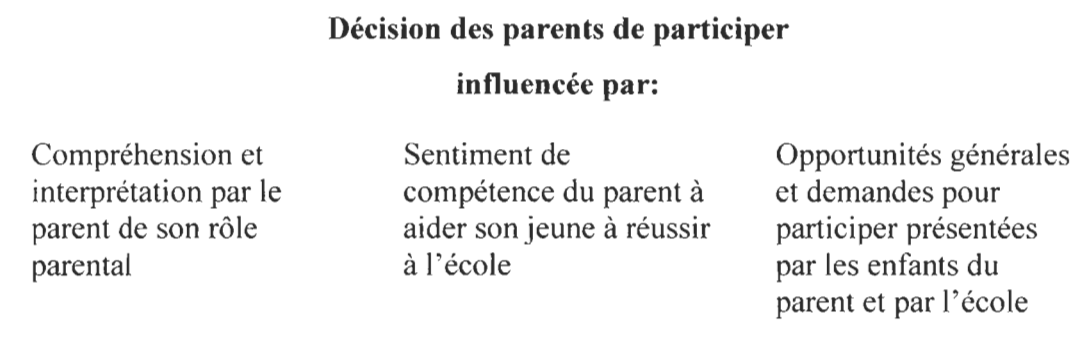 Décision des parents de participer
influencée par:
Compréhension et
interprétation par le
parent de son rôle
parental
Sentiment de
compétence du parent à
aider son jeune à réussir
à l'école
Opportunités générales
et demandes pour
participer présentées
par les enfants du
parent et par l'école